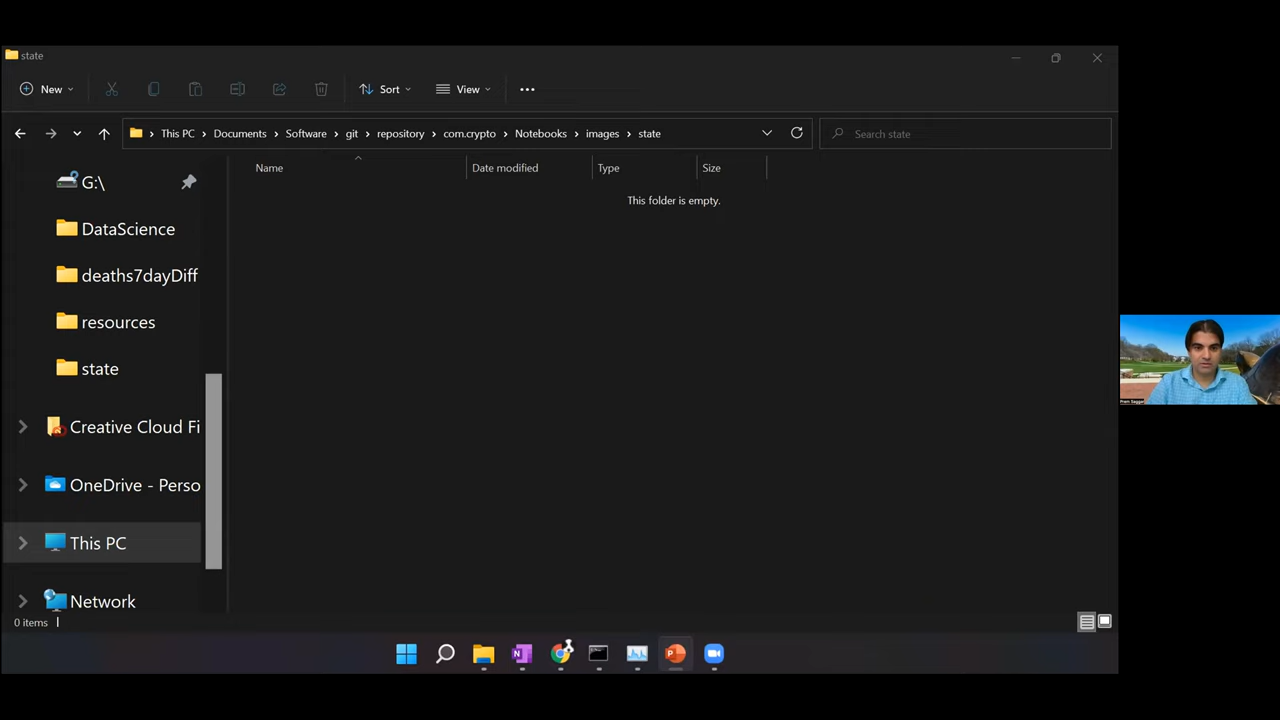 state
New
Sort
View
This PC
Documents
Software
git
repository
com.crypto
Notebooks
images
state
Search state
Name
Date modified
Type
Size
This folder is empty.
G:\
DataScience
deaths7dayDiff
resources
state
Creative Cloud Fi
OneDrive - Perso
This PC
Network
0 items
Prem Saggar